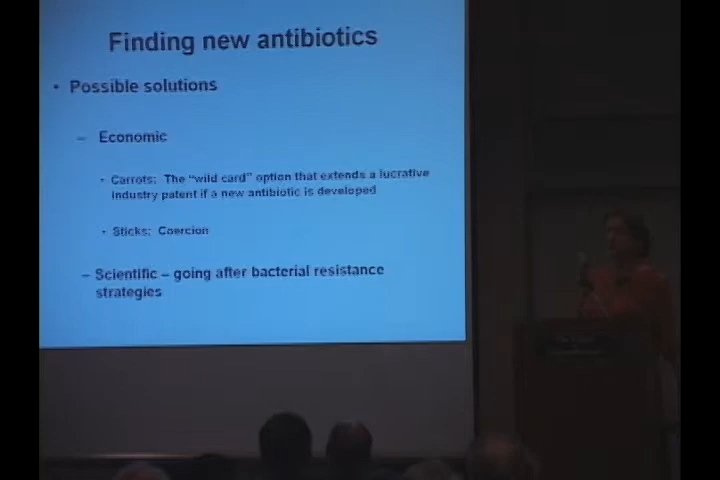 Finding new antibiotics
• Possible solutions
– Economic
• Carrots: The "wild card" option that extends a lucrative
industry patent if a new antibiotic is developed
• Sticks: Coercion
– Scientific – going after bacterial resistance
strategies